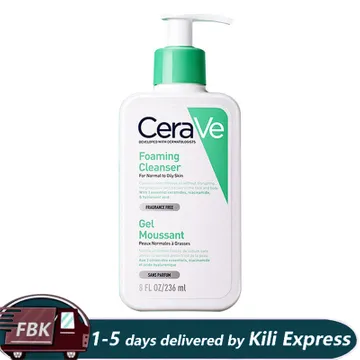 CeraVe
DEVELOPED WITH DERMATOLOGISTS
Foaming
Cleanser
For Normal to Oily Skin
FRAGRANCE FREE
Gel
Moussant
Peaux Normales à Grasses
SANS PARFUM
8 FL OZ/236 ml
FBK
1-5 days delivered by Kili Express